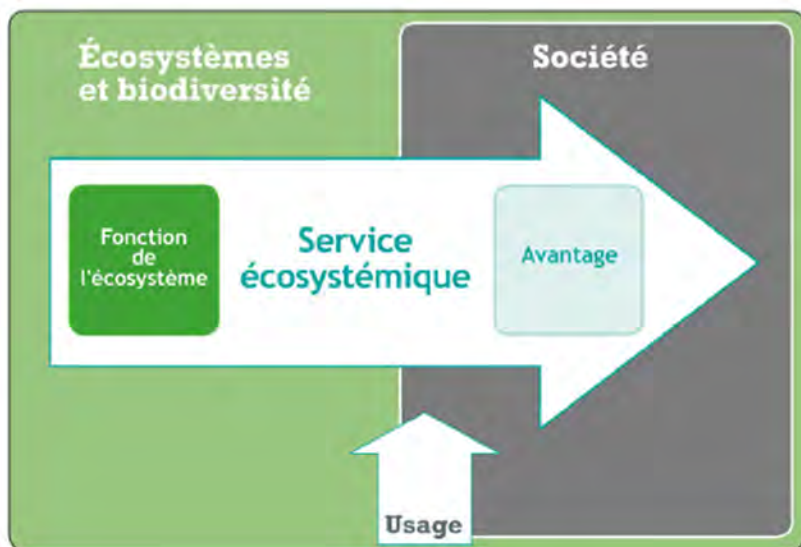 Écosystèmes
et biodiversité
Société
Fonction
de
l'écosystème
Service
écosystémique
Avantage
Usage